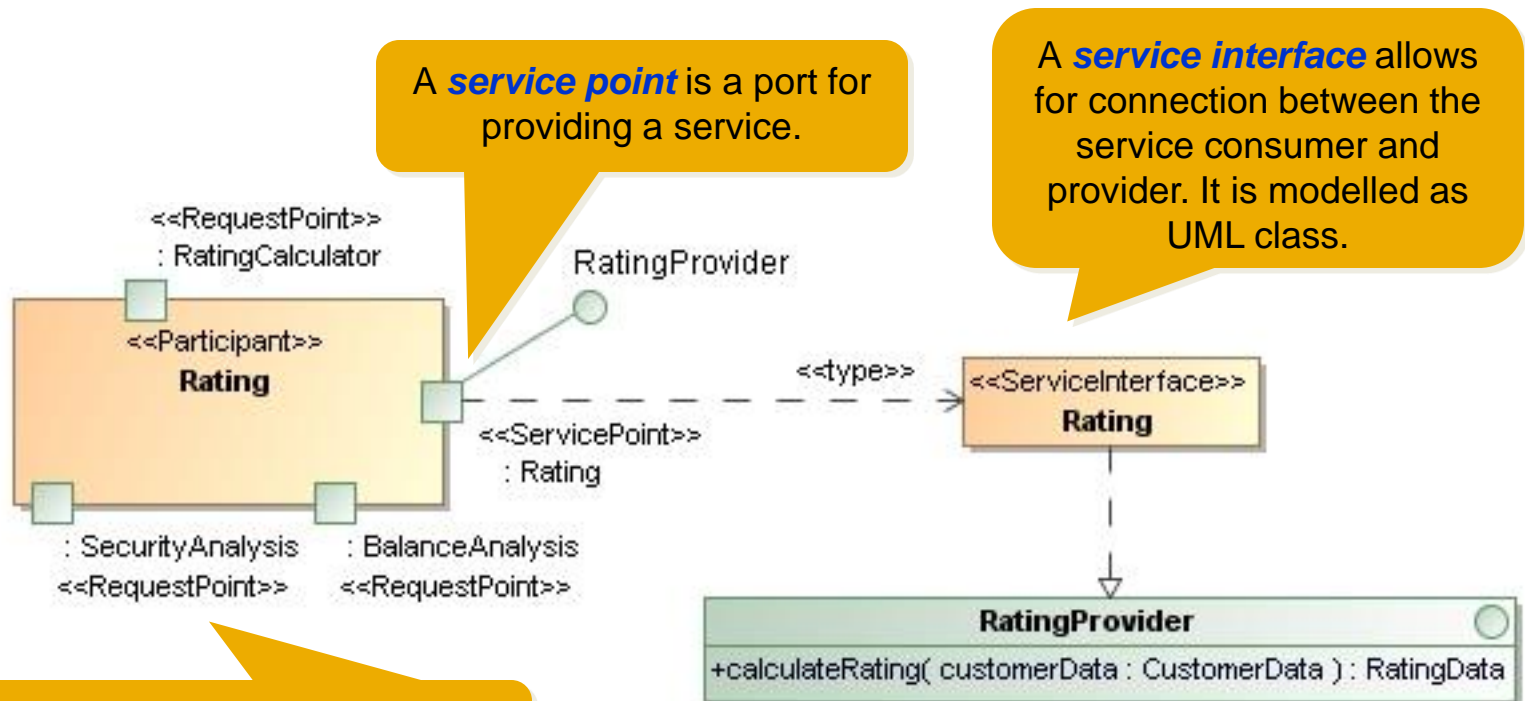 A service point is a port for
providing a service.
A service interface allows
for connection between the
service consumer and
provider. It is modelled as
UML class.
<<RequestPoint>>
: RatingCalculator
RatingProvider
<<Participant>>
Rating
<<type>>
<<ServiceInterface>>
Rating
<<ServicePoint>>
: Rating
: SecurityAnalysis
<<RequestPoint>>
: BalanceAnalysis
<<RequestPoint>>
RatingProvider
+calculateRating( customerData : CustomerData ) : RatingData